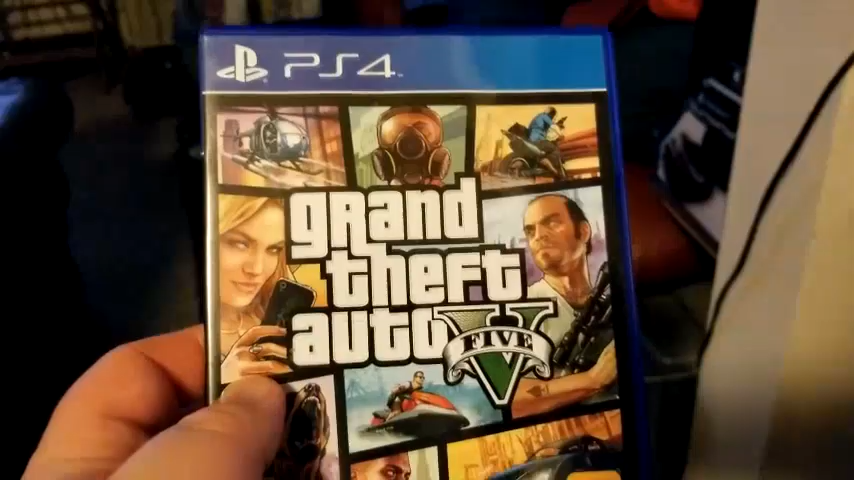 PS4
grand
theft
auto V
FIVE